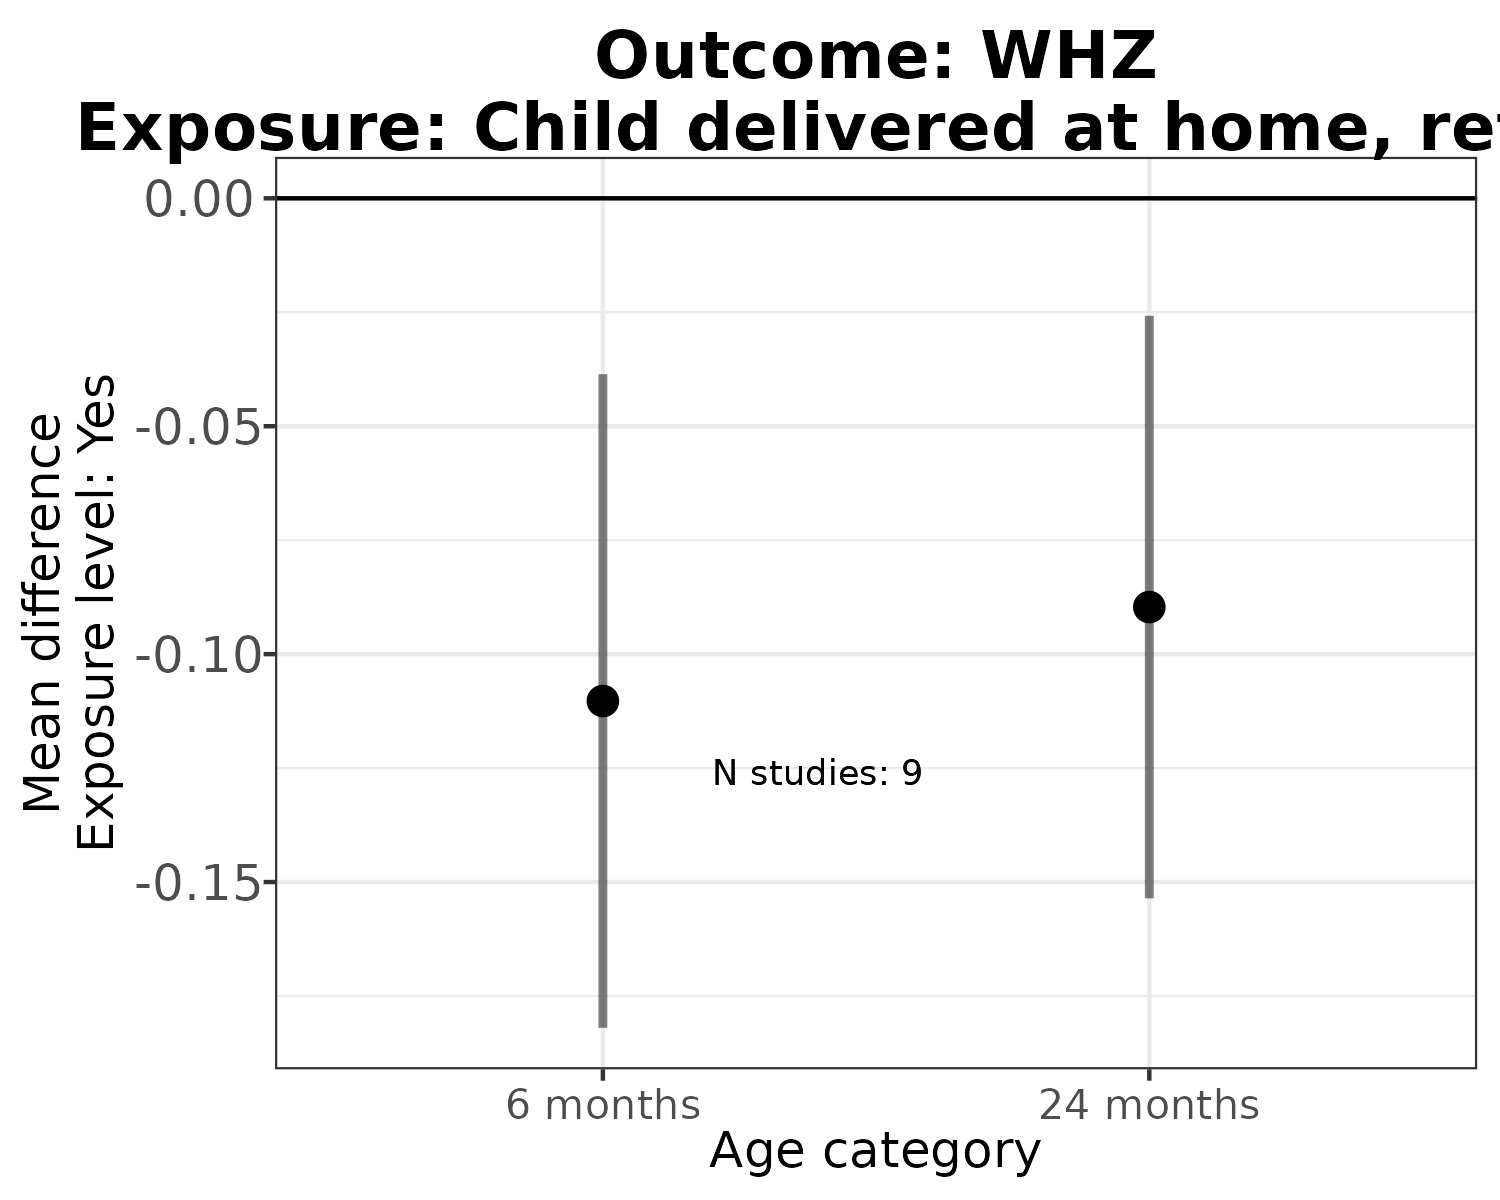 Outcome: WHZ
Exposure: Child delivered at home,
0.00
-0.05
-0.10
-0.15
Mean difference
Exposure level: Yes
N studies: 9
6 months
24 months
Age category